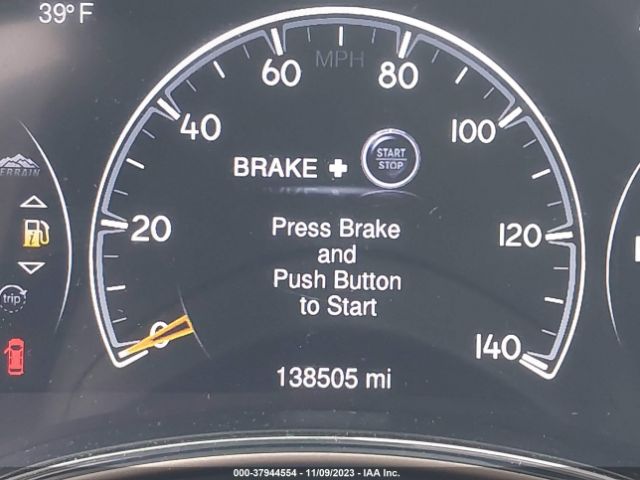 39° F
MPH
60
80
40
100
START
STOP
BRAKE +
TERRAIN
20
120
Press Brake
and
Push Button
to Start
trip
0
140
138505 mi
000-37944554 - 11/09/2023 - IAA Inc.